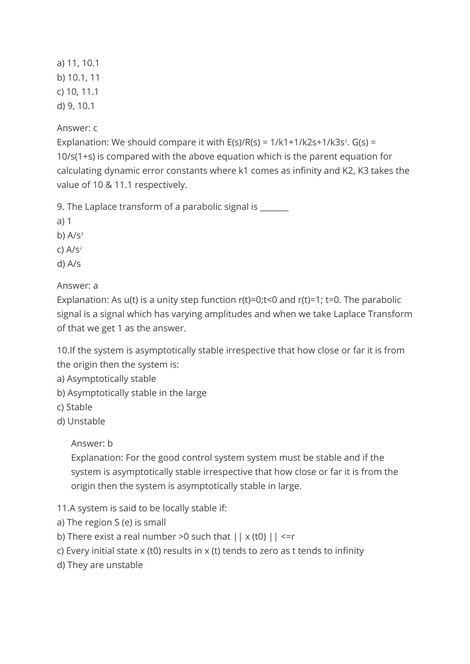 a) 11, 10.1
b) 10.1, 11
c) 10, 11.1
d) 9, 10.1
Answer: c
Explanation: We should compare it with E(s)/R(s) = 1/k1+1/k2s+1/k3s². G(s) =
10/s(1+s) is compared with the above equation which is the parent equation for
calculating dynamic error constants where k1 comes as infinity and K2, K3 takes the
value of 10 & 11.1 respectively.
9. The Laplace transform of a parabolic signal is ______
a) 1
b) A/s³
c) A/s²
d) A/s
Answer: a
Explanation: As u(t) is a unity step function r(t)=0;t<0 and r(t)=1; t=0. The parabolic
signal is a signal which has varying amplitudes and when we take Laplace Transform
of that we get 1 as the answer.
10.If the system is asymptotically stable irrespective that how close or far it is from
the origin then the system is:
a) Asymptotically stable
b) Asymptotically stable in the large
c) Stable
d) Unstable
Answer: b
Explanation: For the good control system system must be stable and if the
system is asymptotically stable irrespective that how close or far it is from the
origin then the system is asymptotically stable in large.
11.A system is said to be locally stable if:
a) The region S (e) is small
b) There exist a real number >0 such that || x (t0) || <=r
c) Every initial state x (t0) results in x (t) tends to zero as t tends to infinity
d) They are unstable